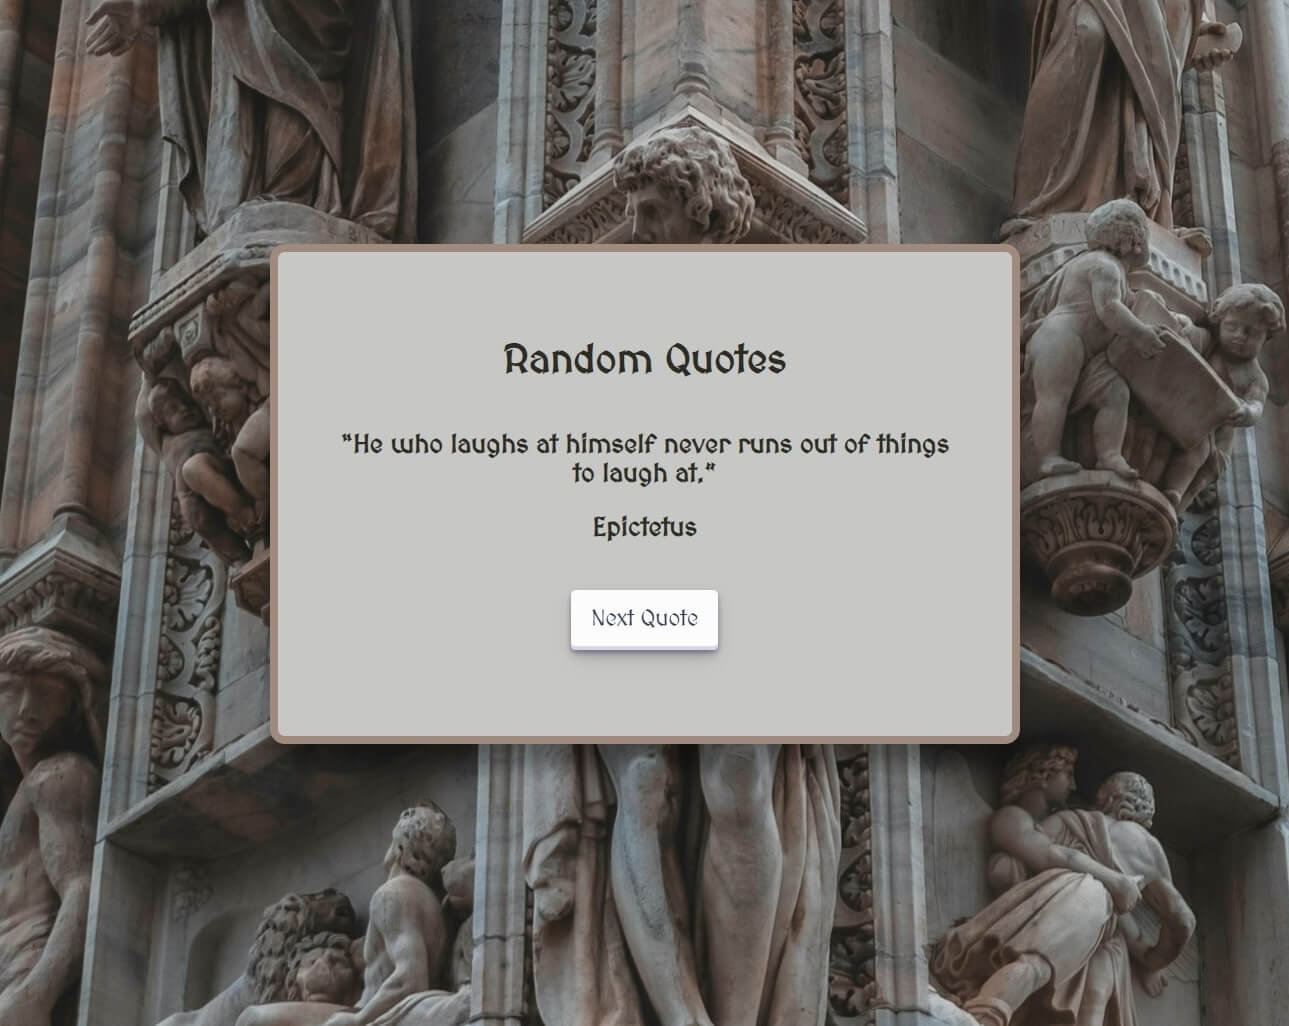 Random Quotes
"He who laughs at himself never runs out of things
to laugh at."
Epictetus
Next Quote